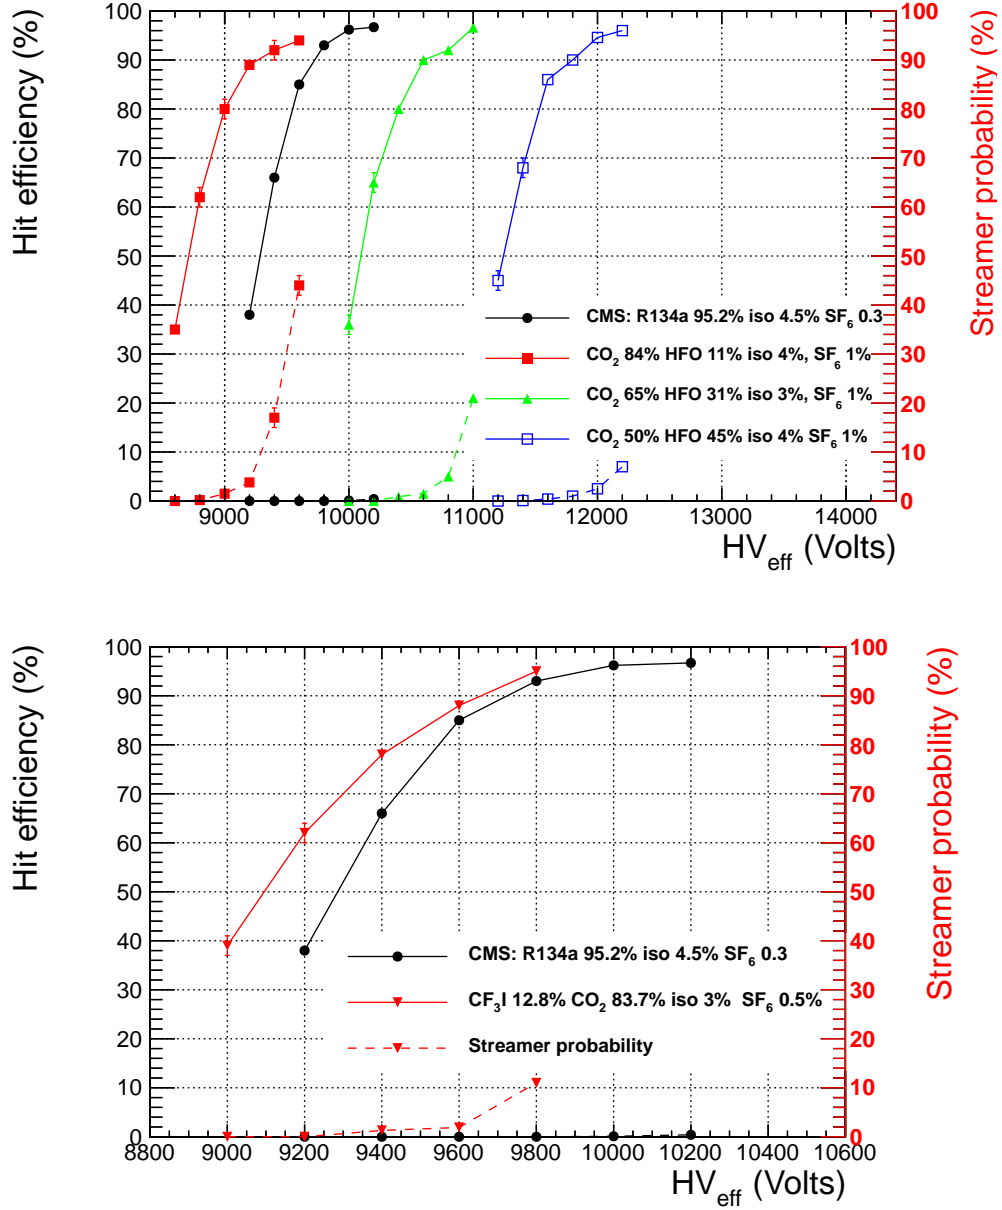 Hit efficiency (%)
Streamer probability (%)
100
90
80
70
60
50
40
30
20
10
0
100
90
80
70
60
50
40
30
20
10
0
CMS: R134a 95.2% iso 4.5% SF6 0.3
CO2 84% HFO 11% iso 4%, SF6 1%
CO2 65% HFO 31% iso 3%, SF6 1%
CO2 50% HFO 45% iso 4% SF6 1%
9000 10000 11000 12000 13000 14000
HVeff (Volts)
Hit efficiency (%)
Streamer probability (%)
100
90
80
70
60
50
40
30
20
10
0
100
90
80
70
60
50
40
30
20
10
0
CMS: R134a 95.2% iso 4.5% SF6 0.3
CF3I 12.8% CO2 83.7% iso 3% SF6 0.5%
Streamer probability
8800 9000 9200 9400 9600 9800 10000 10200 10400 10600
HVeff (Volts)